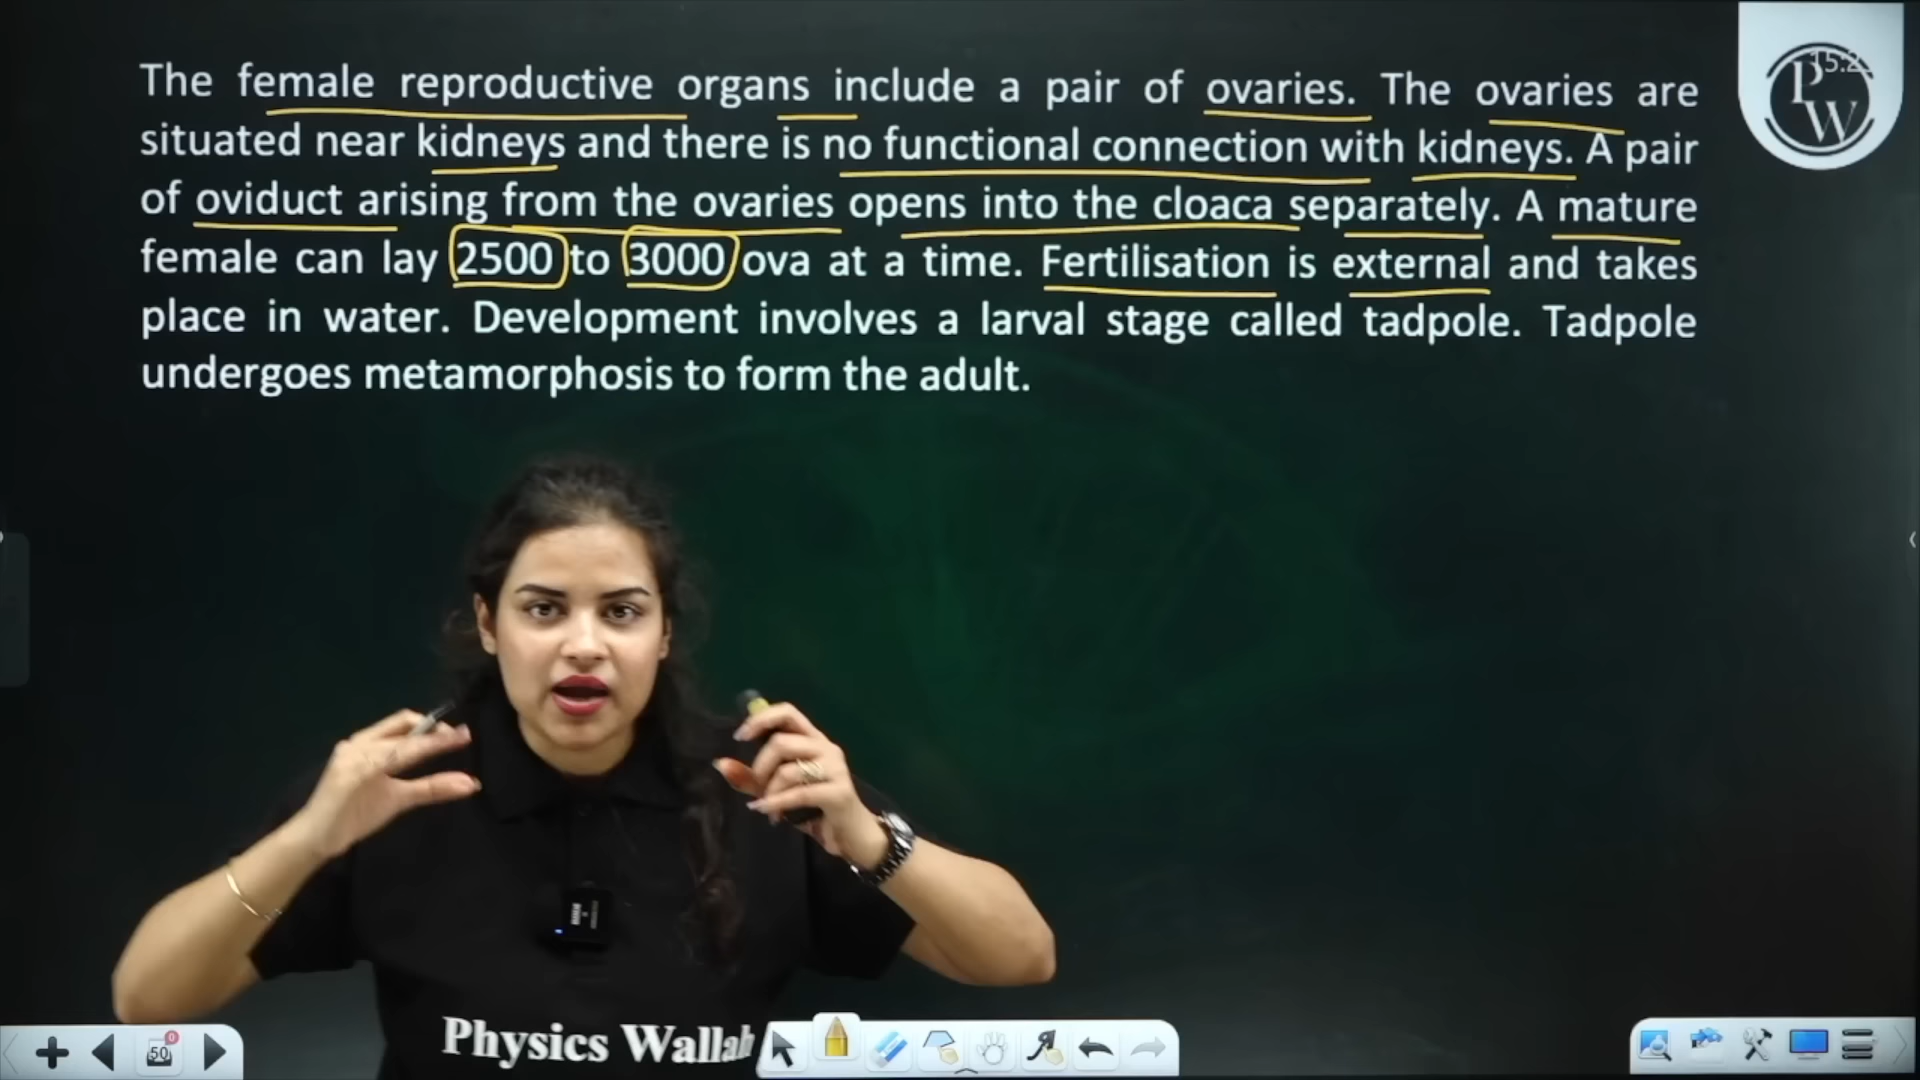 The female reproductive organs include a pair of ovaries. The ovaries are
situated near kidneys and there is no functional connection with kidneys. A pair
of oviduct arising from the ovaries opens into the cloaca separately. A mature
female can lay 2500 to 3000 ova at a time. Fertilisation is external and takes
place in water. Development involves a larval stage called tadpole. Tadpole
undergoes metamorphosis to form the adult.
P
W
Physics Wallah
50
0